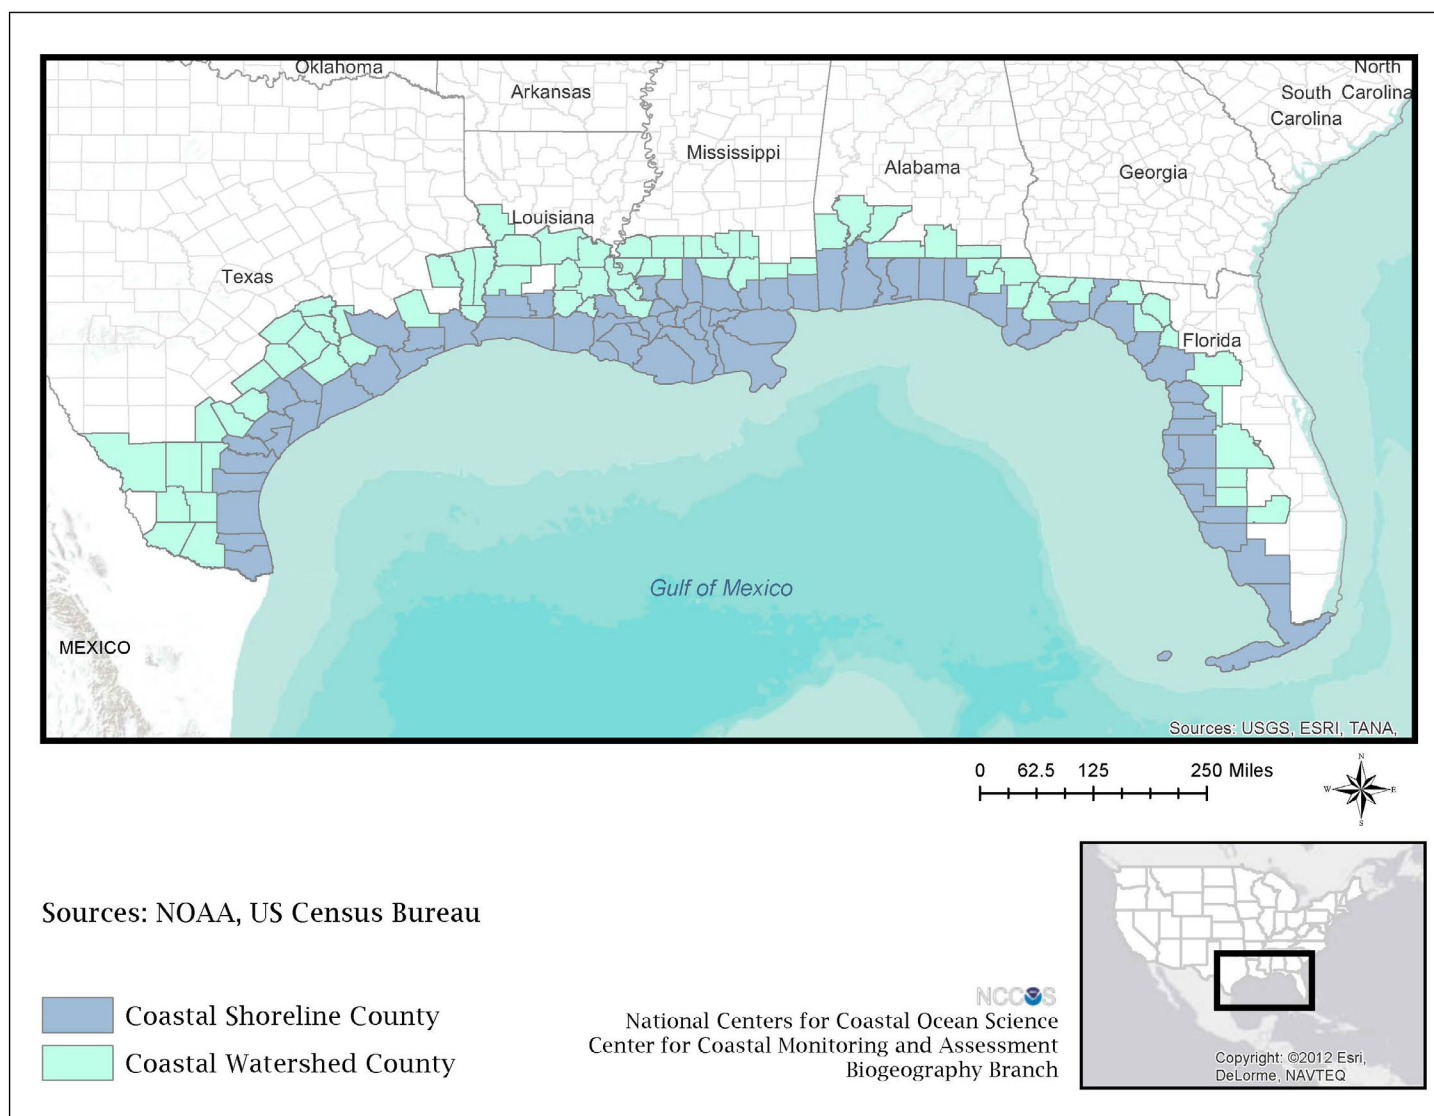 Oklahoma
Arkansas
North
South Carolina
Carolina
Mississippi
Alabama
Georgia
Louisiana
Texas
Florida
Gulf of Mexico
MEXICO
Sources: USGS, ESRI, TANA,
0 62.5 125 250 Miles
N
W E
S
Sources: NOAA, US Census Bureau
Coastal Shoreline County
Coastal Watershed County
NCCOS
National Centers for Coastal Ocean Science
Center for Coastal Monitoring and Assessment
Biogeography Branch
Copyright: ©2012 Esri,
DeLorme, NAVTEQ